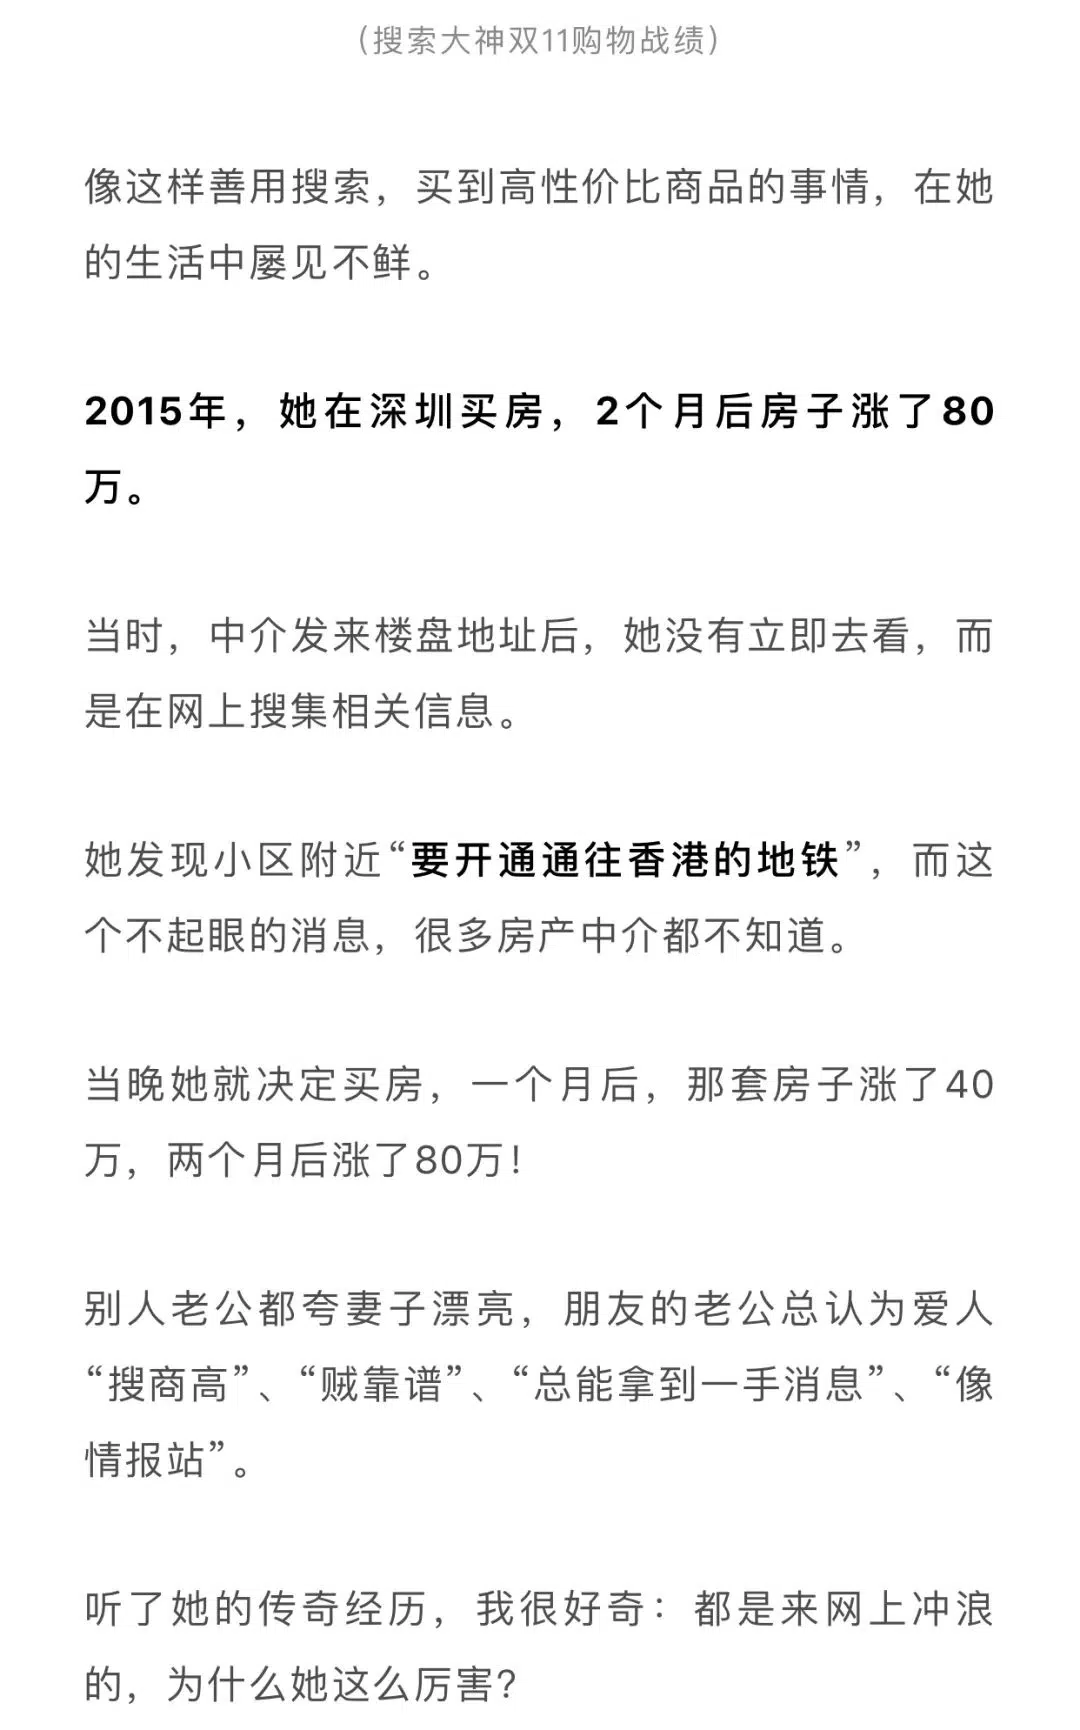 （搜索大神双11购物战绩）
像这样善用搜索，买到高性价比商品的事情，在她
的生活中屡见不鲜。
2015年，她在深圳买房，2个月后房子涨了80
万。
当时，中介发来楼盘地址后，她没有立即去看，而
是在网上搜集相关信息。
她发现小区附近“要开通通往香港的地铁”，而这
个不起眼的消息，很多房产中介都不知道。
当晚她就决定买房，一个月后，那套房子涨了40
万，两个月后涨了80万！
别人老公都夸妻子漂亮，朋友的老公总认为爱人
“搜商高”、“贼靠谱”、“总能拿到一手消息”、“像
情报站”。
听了她的传奇经历，我很好奇：都是来网上冲浪
的，为什么她这么厉害？